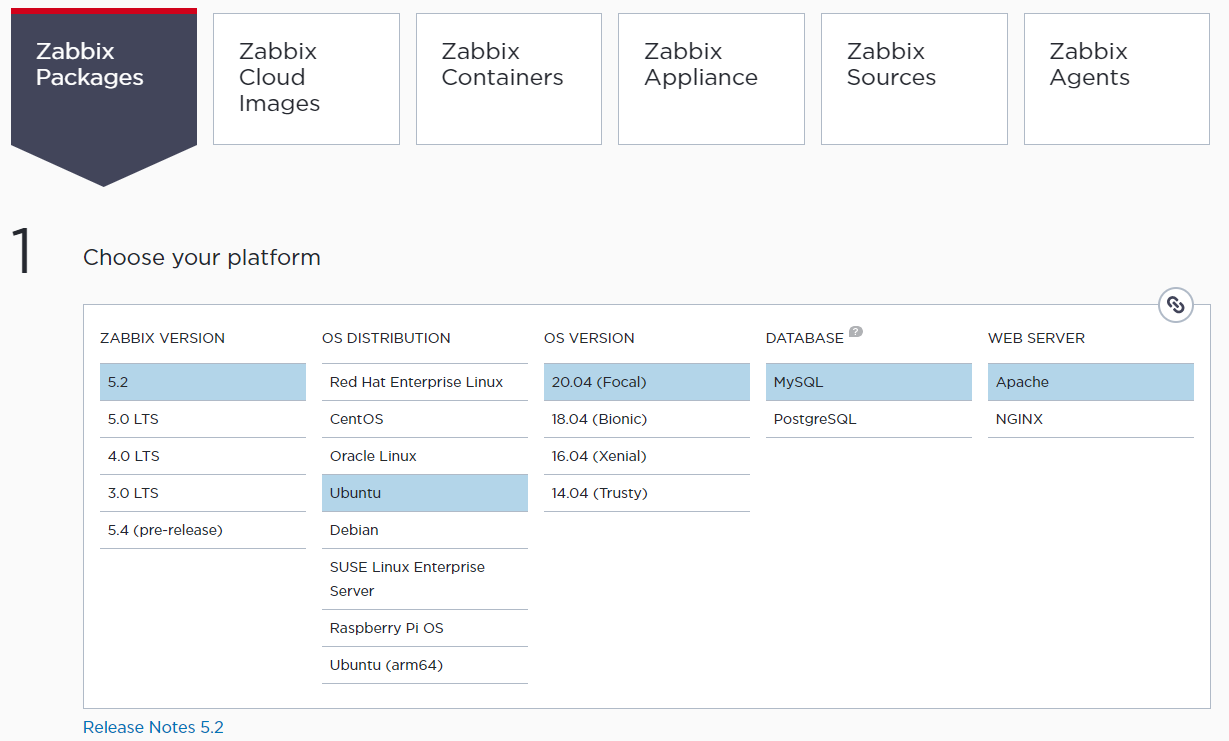 Zabbix
Packages
Zabbix
Cloud
Images
Zabbix
Containers
Zabbix
Appliance
Zabbix
Sources
Zabbix
Agents
1
Choose your platform
ZABBIX VERSION
5.2
5.0 LTS
4.0 LTS
3.0 LTS
5.4 (pre-release)
OS DISTRIBUTION
Red Hat Enterprise Linux
CentOS
Oracle Linux
Ubuntu
Debian
SUSE Linux Enterprise
Server
Raspberry Pi OS
Ubuntu (arm64)
OS VERSION
20.04 (Focal)
18.04 (Bionic)
16.04 (Xenial)
14.04 (Trusty)
DATABASE ?
MySQL
PostgreSQL
WEB SERVER
Apache
NGINX
Release Notes 5.2